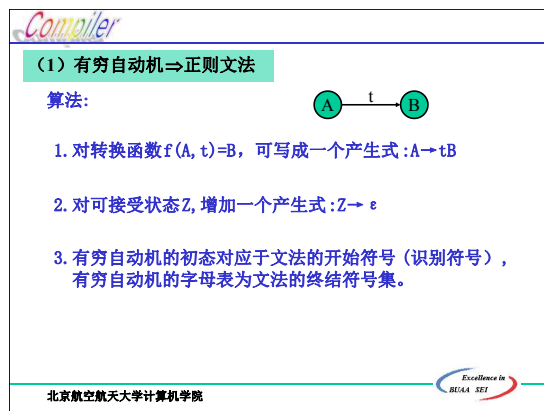 Compiler
（1）有穷自动机⇒正则文法
算法:
A t B
1.对转换函数f(A,t)=B，可写成一个产生式:A→tB
2.对可接受状态Z,增加一个产生式:Z→ε
3.有穷自动机的初态对应于文法的开始符号(识别符号），
有穷自动机的字母表为文法的终结符号集。
Excellence in
BUAA SEI
北京航空航天大学计算机学院